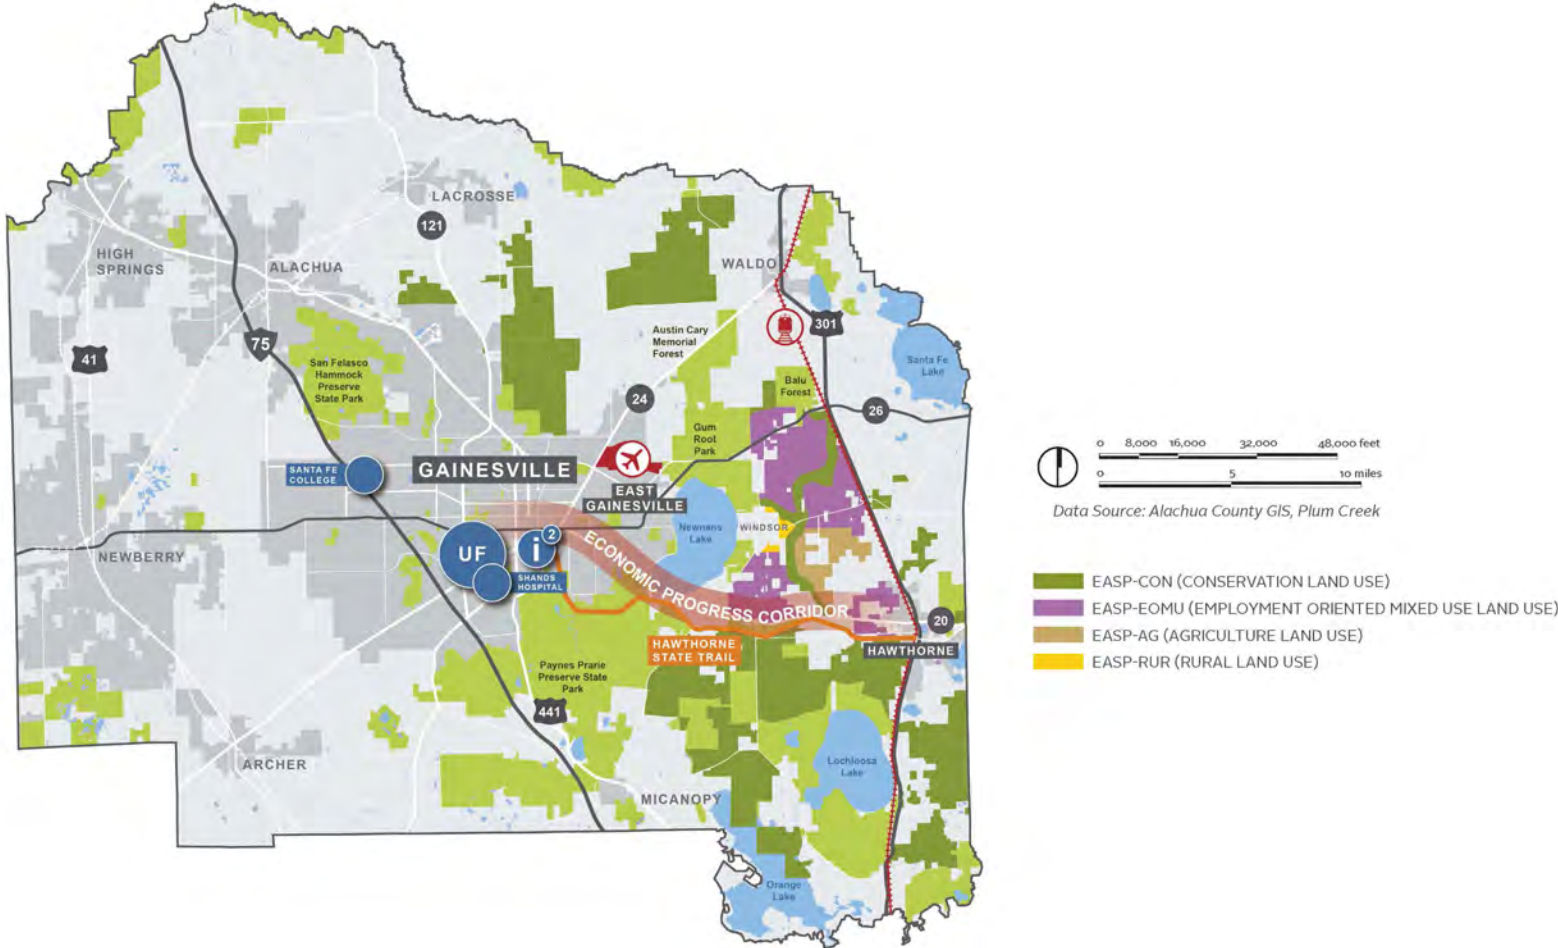 LACROSSE
121
HIGH
SPRINGS
ALACHUA
WALDO
41
75
301
Austin Cary
Memorial
Forest
San Felasco
Hammock
Preserve
State Park
Santa Fe
Lake
Balu
Forest
24
26
Gum
Root
Park
SANTA FE
COLLEGE
GAINESVILLE
EAST
GAINESVILLE
Newnans
Lake
WINDSOR
NEWBERRY
UF
i
2
SHANDS
HOSPITAL
ECONOMIC PROGRESS CORRIDOR
20
HAWTHORNE
STATE TRAIL
HAWTHORNE
Paynes Prarie
Preserve State
Park
441
ARCHER
Lochloosa
Lake
MICANOPY
Orange
Lake
0 8,000 16,000 32,000 48,000 feet
0 5 10 miles
Data Source: Alachua County GIS, Plum Creek
EASP-CON (CONSERVATION LAND USE)
EASP-EOMU (EMPLOYMENT ORIENTED MIXED USE LAND USE)
EASP-AG (AGRICULTURE LAND USE)
EASP-RUR (RURAL LAND USE)